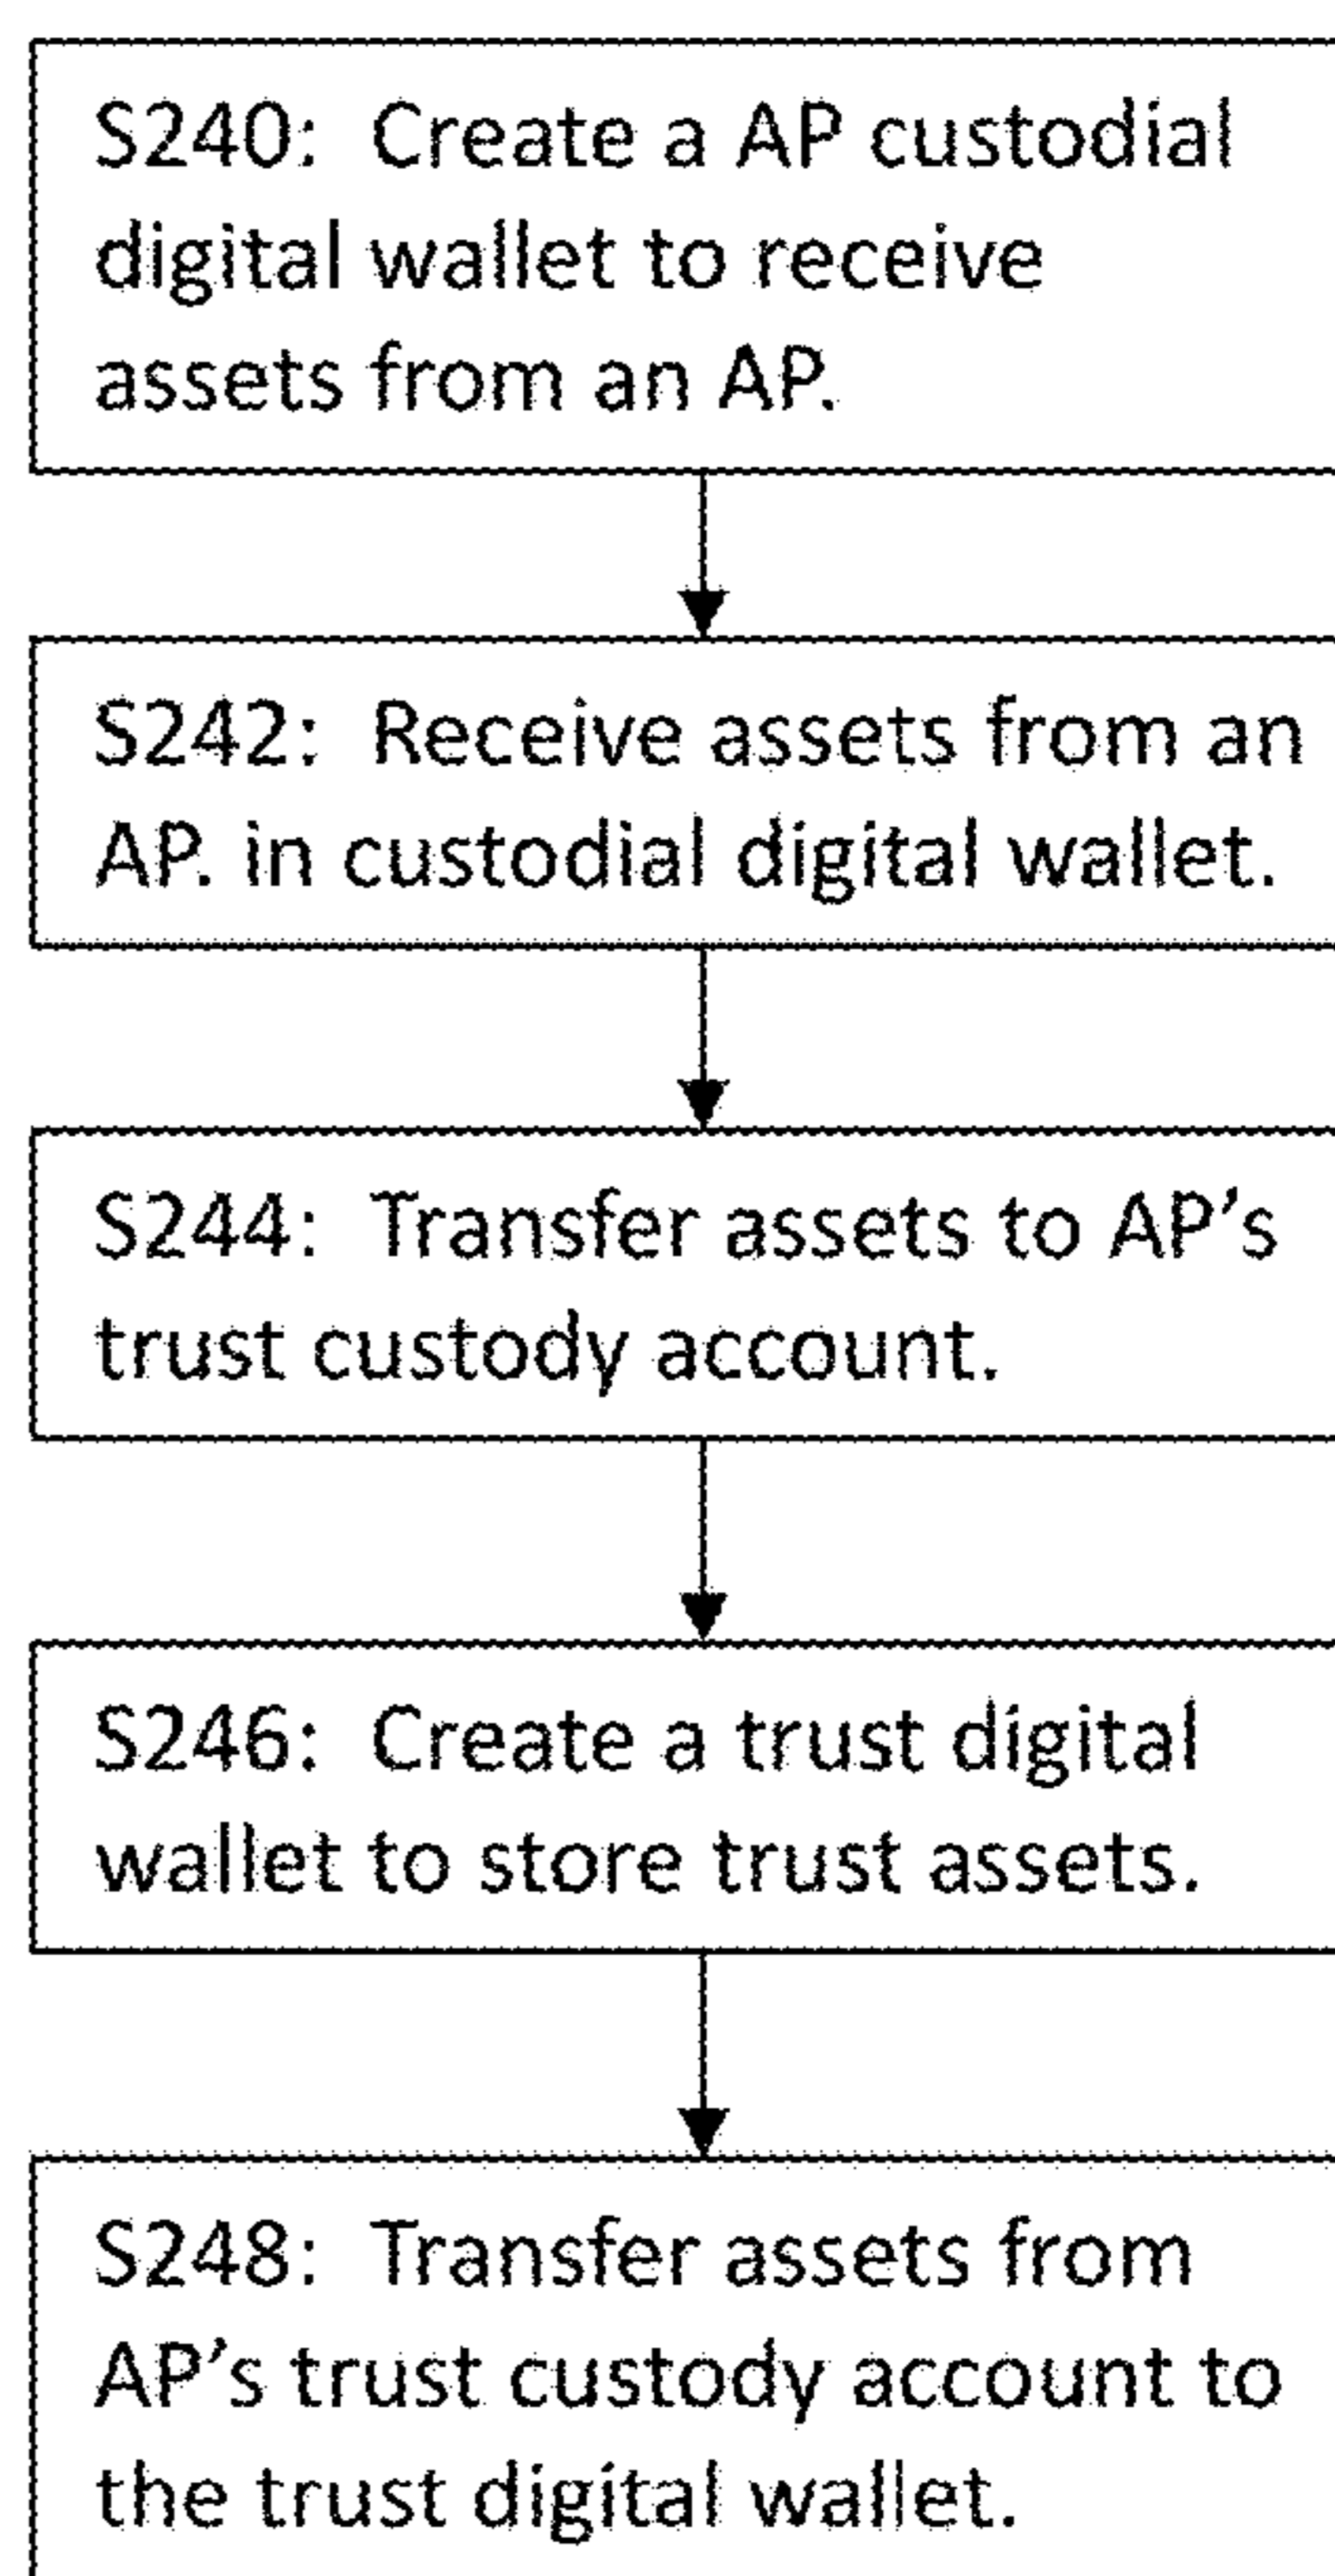 S240: Create a AP custodial
digital wallet to receive
assets from an AP.
S242: Receive assets from an
AP. in custodial digital wallet.
S244: Transfer assets to AP’s
trust custody account.
S246: Create a trust digital
wallet to store trust assets.
S248: Transfer assets from
AP’s trust custody account to
the trust digital wallet.